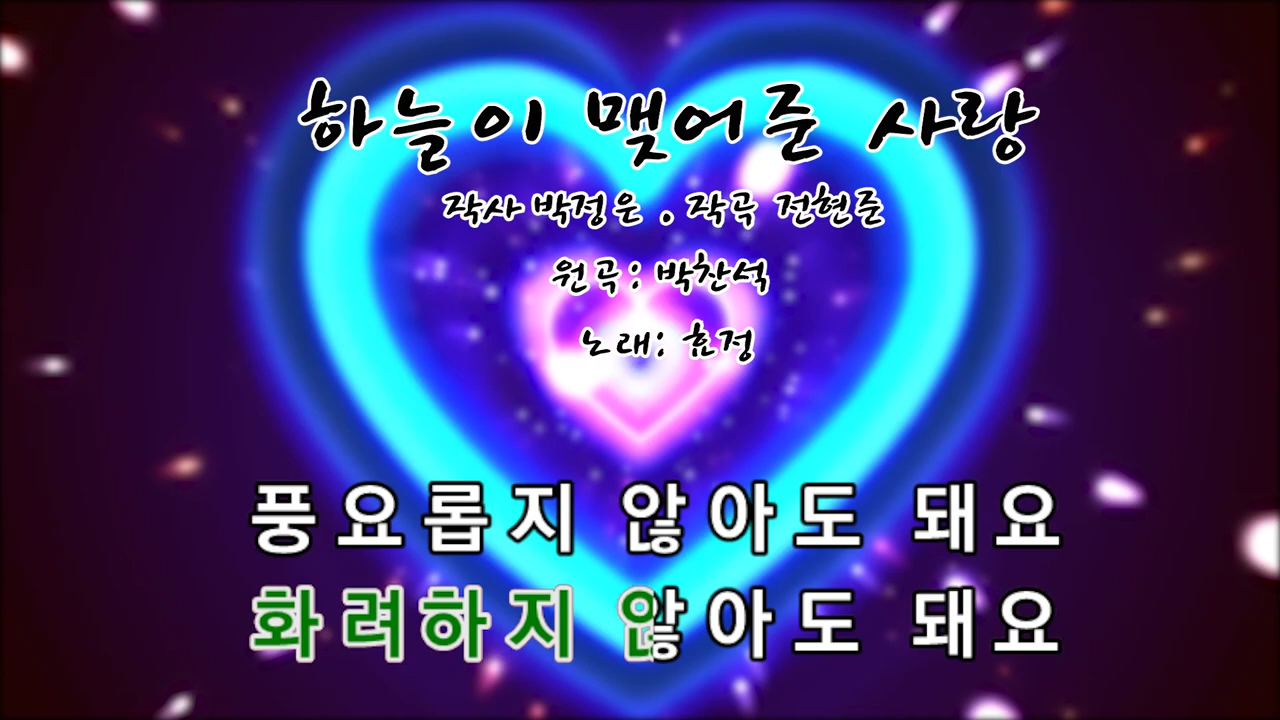 하늘이 맺어준 사랑
작사 박정은 . 작곡 전현준
원곡: 박찬석
노래: 효정
풍요롭지 않아도 돼요
화려하지 않아도 돼요